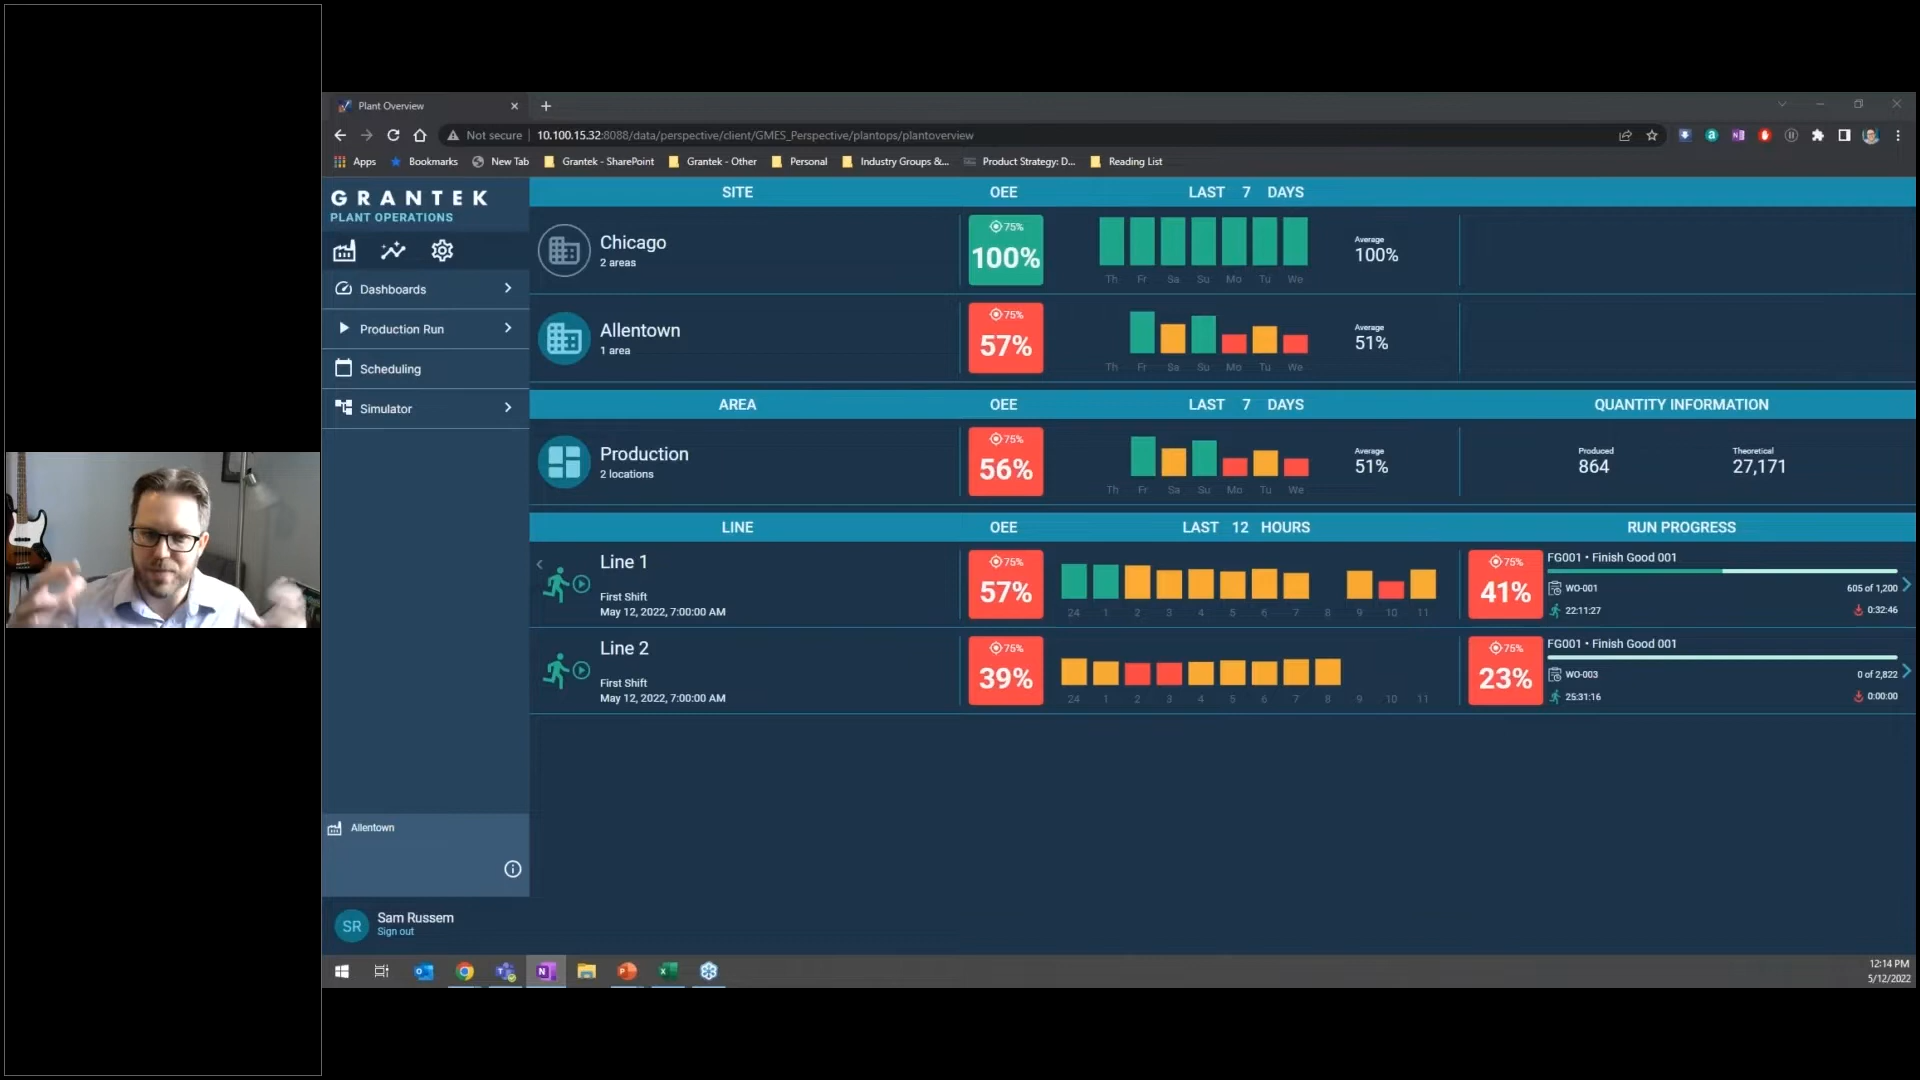 Plant Overview
Not secure 10.100.15.32:8088/data/perspective/client/GMES_Perspective/plantops/plantoverview
Apps Bookmarks New Tab Grantek - SharePoint Grantek - Other Personal Industry Groups &... Product Strategy: D... Reading List
GRANTEK
PLANT OPERATIONS
Dashboards
Production Run
Scheduling
Simulator
SITE OEE LAST 7 DAYS
Chicago
2 areas
75%
100%
Th Fr Sa Su Mo Tu We
Average
100%
Allentown
1 area
75%
57%
Th Fr Sa Su Mo Tu We
Average
51%
AREA OEE LAST 7 DAYS QUANTITY INFORMATION
Production
2 locations
75%
56%
Th Fr Sa Su Mo Tu We
Average
51%
Produced
864
Theoretical
27,171
LINE OEE LAST 12 HOURS RUN PROGRESS
Line 1
First Shift
May 12, 2022, 7:00:00 AM
75%
57%
24 1 2 3 4 5 6 7 8 9 10 11
75%
41%
FG001 • Finish Good 001
WO-001 605 of 1,200
22:11:27 0:32:46
Line 2
First Shift
May 12, 2022, 7:00:00 AM
75%
39%
24 1 2 3 4 5 6 7 8 9 10 11
75%
23%
FG001 • Finish Good 001
WO-003 0 of 2,822
25:31:16 0:00:00
Allentown
SR
Sam Russem
Sign out
12:14 PM
5/12/2022